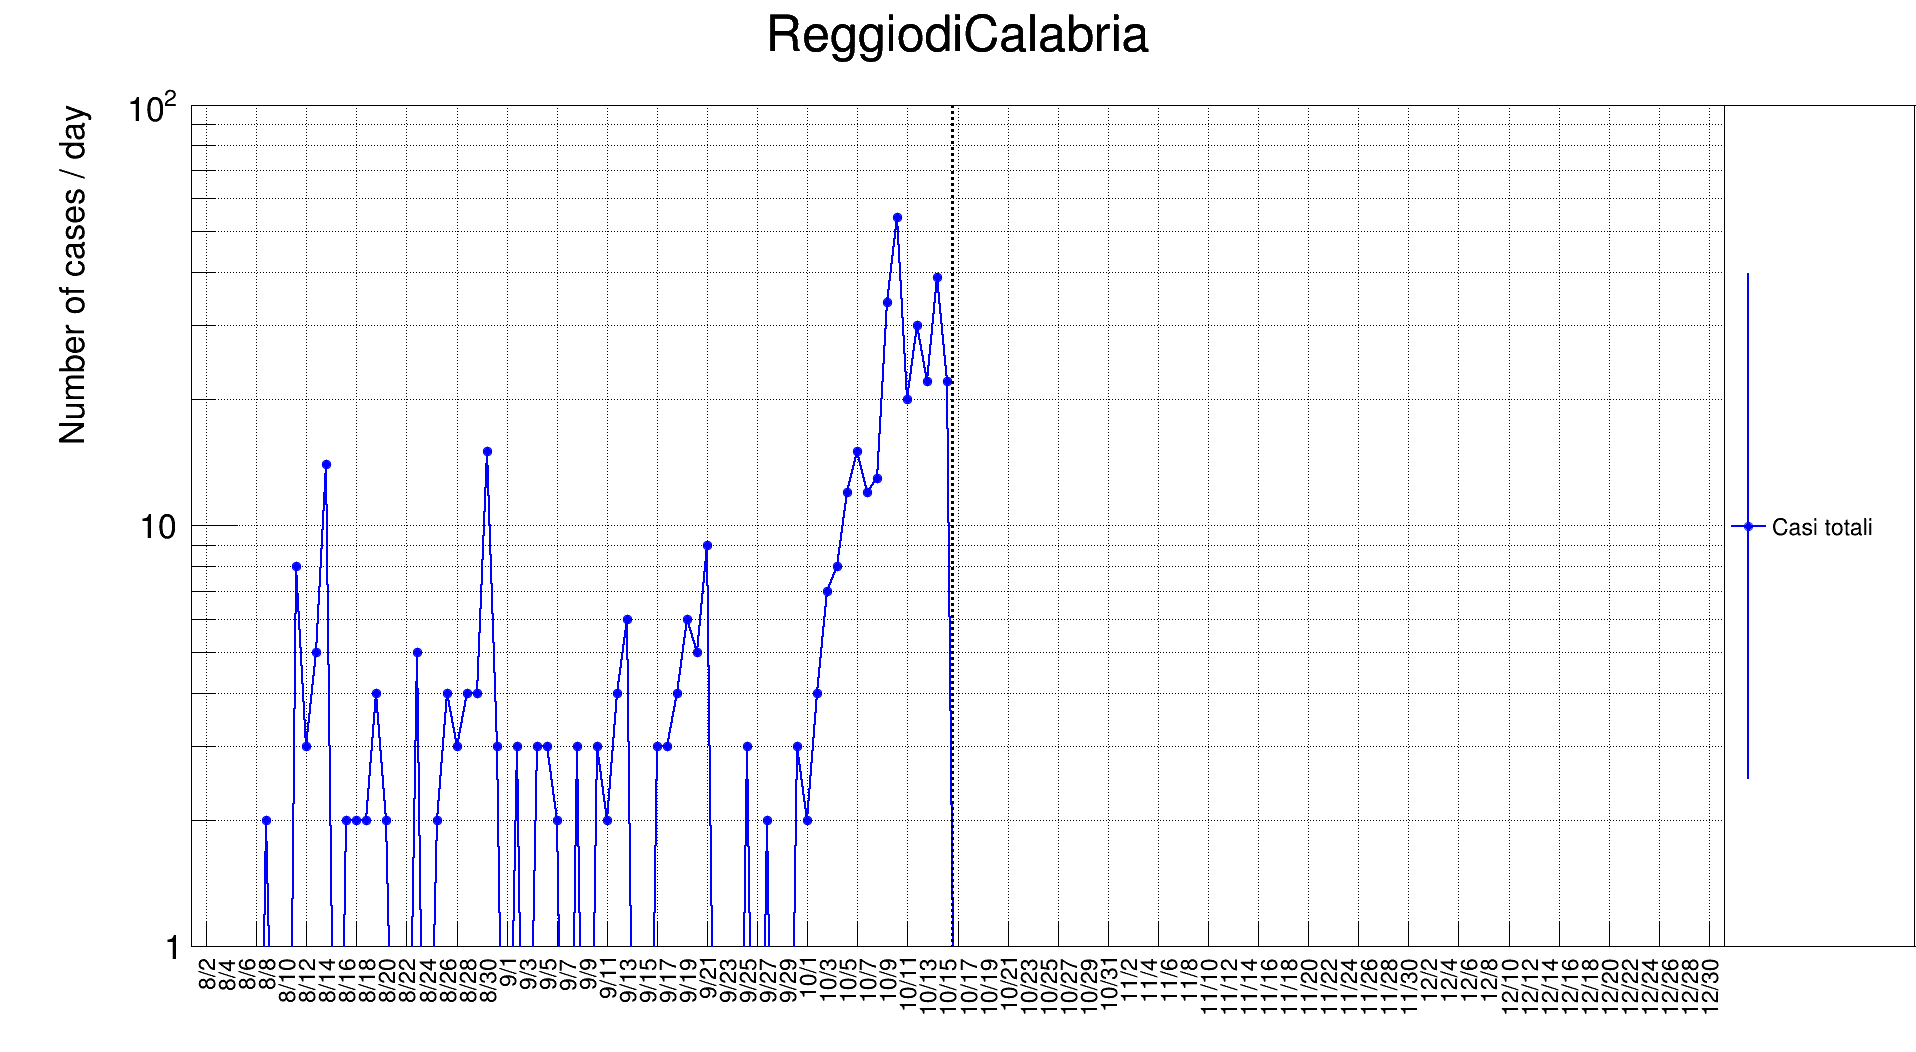 ReggiodiCalabria
Number of cases / day
10²
10
1
8/2 8/4 8/6 8/8 8/10 8/12 8/14 8/16 8/18 8/20 8/22 8/24 8/26 8/28 8/30 9/1 9/3 9/5 9/7 9/9 9/11 9/13 9/15 9/17 9/19 9/21 9/23 9/25 9/27 9/29 10/1 10/3 10/5 10/7 10/9 10/11 10/13 10/15 10/17 10/19 10/21 10/23 10/25 10/27 10/29 10/31 11/2 11/4 11/6 11/8 11/10 11/12 11/14 11/16 11/18 11/20 11/22 11/24 11/26 11/28 11/30 12/2 12/4 12/6 12/8 12/10 12/12 12/14 12/16 12/18 12/20 12/22 12/24 12/26 12/28 12/30
Casi totali